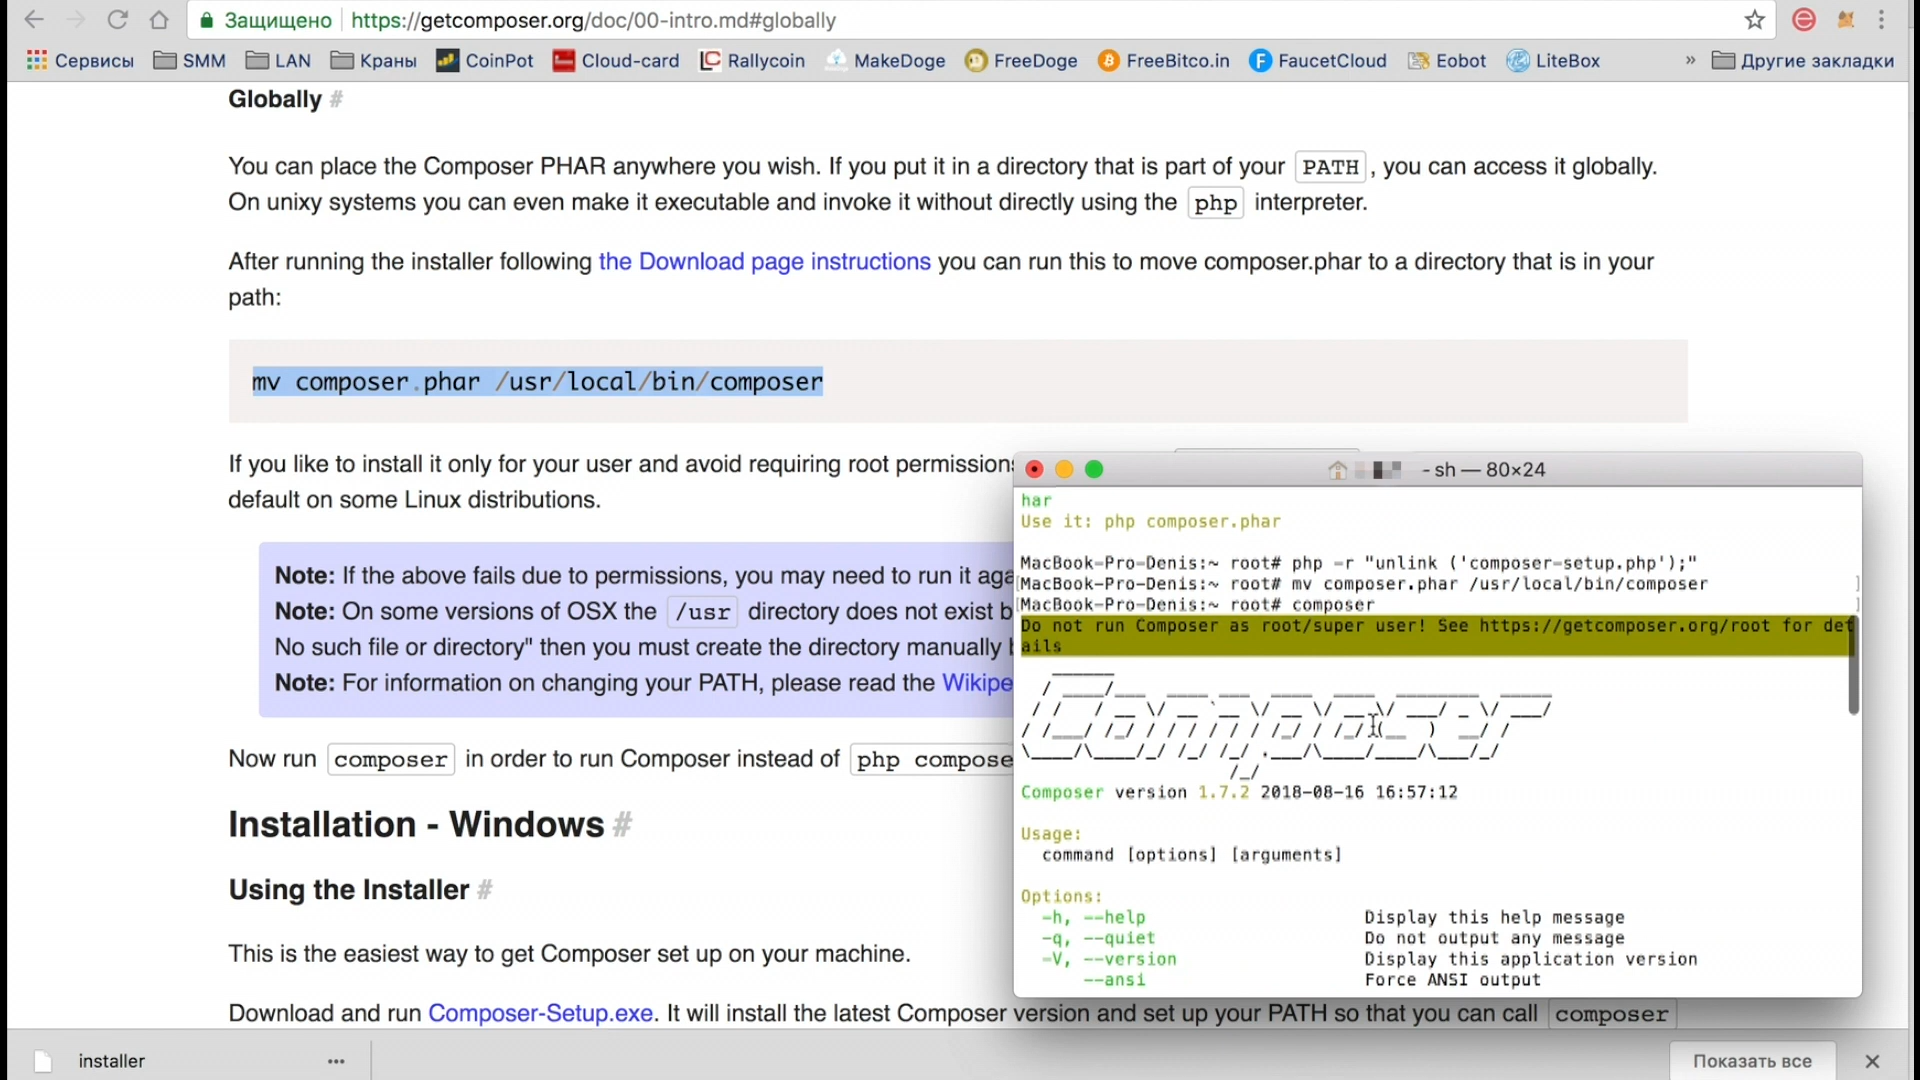 Защищено
https://getcomposer.org/doc/00-intro.md#globally
Сервисы SMM LAN Краны CoinPot Cloud-card Rallycoin MakeDoge FreeDoge FreeBitco.in FaucetCloud Eobot LiteBox » Другие закладки
Globally #
You can place the Composer PHAR anywhere you wish. If you put it in a directory that is part of your PATH , you can access it globally.
On unixy systems you can even make it executable and invoke it without directly using the php interpreter.
After running the installer following the Download page instructions you can run this to move composer.phar to a directory that is in your
path:
mv composer.phar /usr/local/bin/composer
If you like to install it only for your user and avoid requiring root permissions
default on some Linux distributions.
Note: If the above fails due to permissions, you may need to run it aga
Note: On some versions of OSX the /usr directory does not exist b
No such file or directory" then you must create the directory manually b
Note: For information on changing your PATH, please read the Wikipe
Now run composer in order to run Composer instead of php compose
Installation - Windows #
Using the Installer #
This is the easiest way to get Composer set up on your machine.
Download and run Composer-Setup.exe. It will install the latest Composer version and set up your PATH so that you can call composer
- sh — 80×24
har
Use it: php composer.phar
MacBook-Pro-Denis:~ root# php -r "unlink ('composer-setup.php');"
[MacBook-Pro-Denis:~ root# mv composer.phar /usr/local/bin/composer ]
[MacBook-Pro-Denis:~ root# composer ]
Do not run Composer as root/super user! See https://getcomposer.org/root for det
ails
Composer
Composer version 1.7.2 2018-08-16 16:57:12
Usage:
command [options] [arguments]
Options:
-h, --help Display this help message
-q, --quiet Do not output any message
-V, --version Display this application version
--ansi Force ANSI output
installer
Показать все